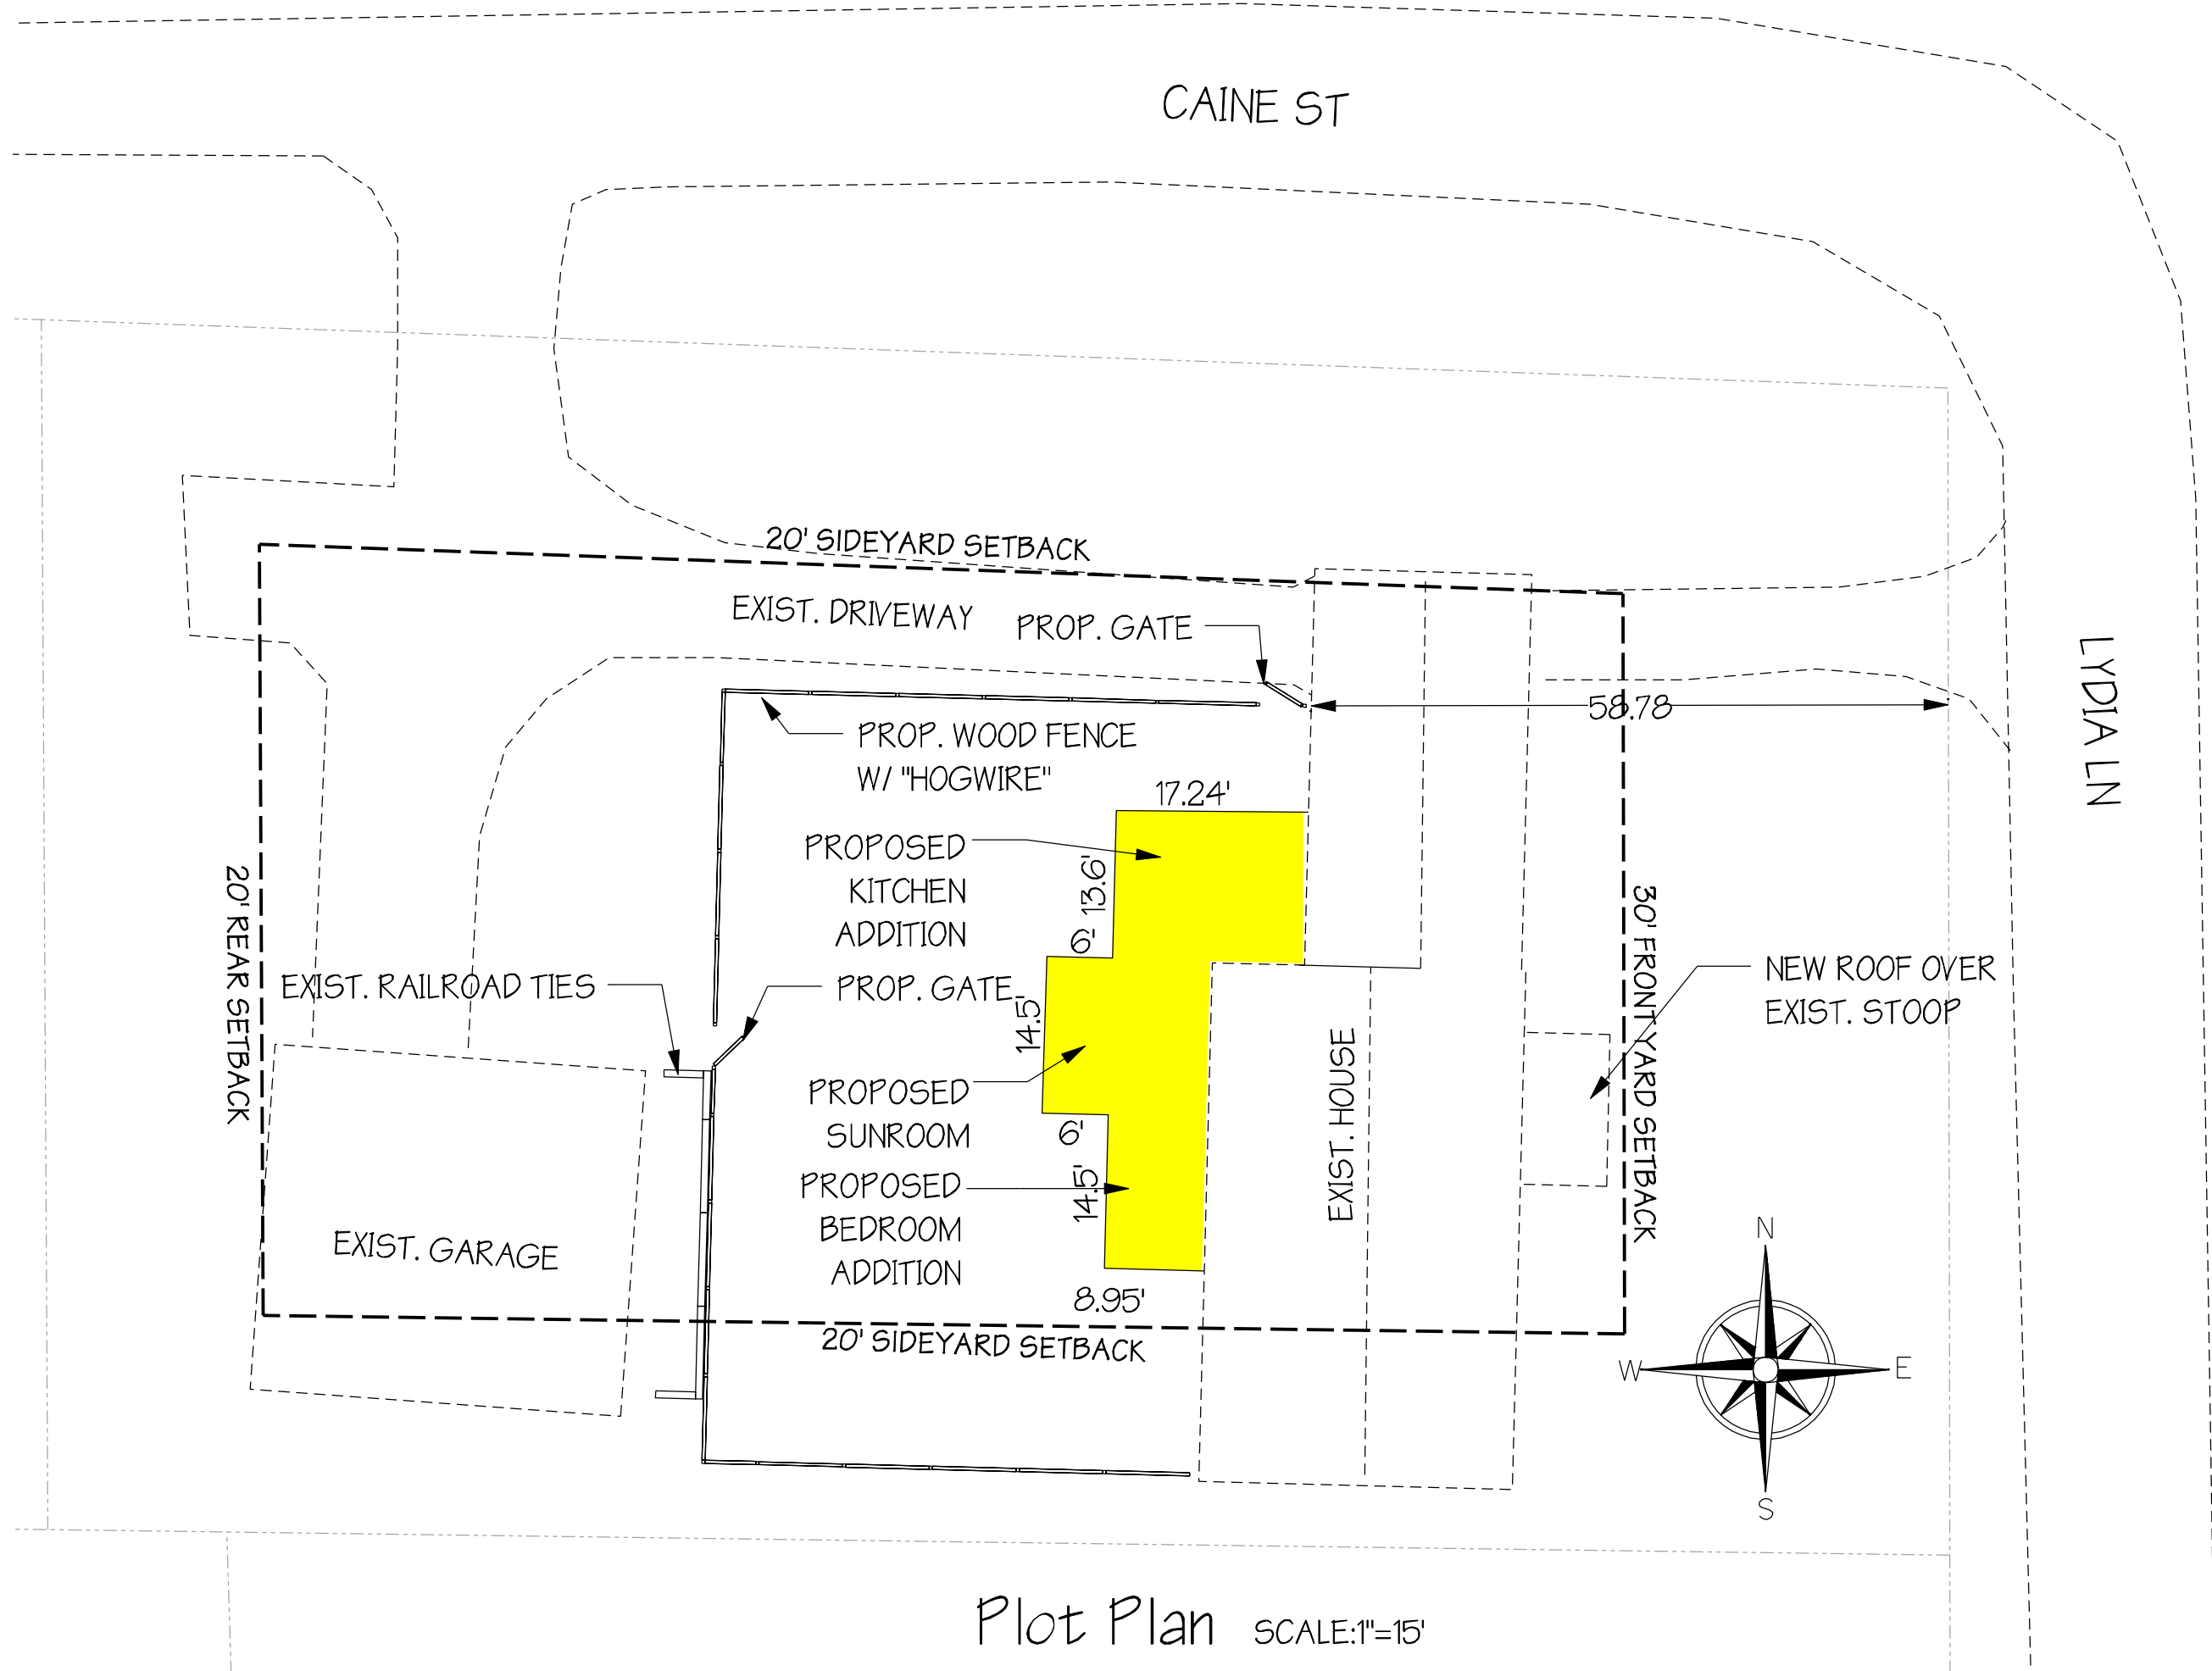 CAINE ST
20' SIDEYARD SETBACK
EXIST. DRIVEWAY
PROP. GATE
LYDIA LN
58.78
PROP. WOOD FENCE
W/ "HOGWIRE"
17.24'
PROPOSED
KITCHEN
ADDITION
13.6'
6'
20' REAR SETBACK
30' FRONT YARD SETBACK
EXIST. RAILROAD TIES
PROP. GATE
14.5'
NEW ROOF OVER
EXIST. STOOP
EXIST. HOUSE
PROPOSED
SUNROOM
6'
PROPOSED
BEDROOM
ADDITION
14.5'
8.95'
EXIST. GARAGE
20' SIDEYARD SETBACK
N
W
E
S
Plot Plan SCALE:1"=15'